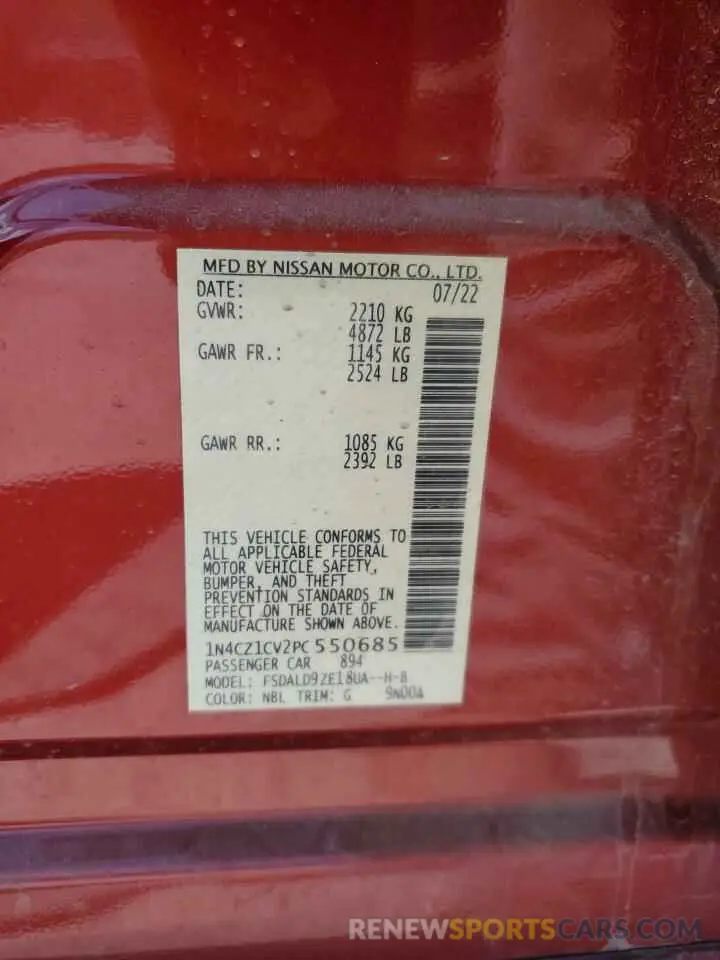 MFD BY NISSAN MOTOR CO., LTD.
DATE: 07/22
GVWR: 2210 KG
4872 LB
GAWR FR.: 1145 KG
2524 LB
GAWR RR.: 1085 KG
2392 LB
THIS VEHICLE CONFORMS TO
ALL APPLICABLE FEDERAL
MOTOR VEHICLE SAFETY,
BUMPER, AND THEFT
PREVENTION STANDARDS IN
EFFECT ON THE DATE OF
MANUFACTURE SHOWN ABOVE.
1N4CZ1CV2PC550685
PASSENGER CAR 894
MODEL: FSDALD9ZE18UA--H-B
COLOR: NBL TRIM: G 9N004
RENEWSPORTSCARS.COM